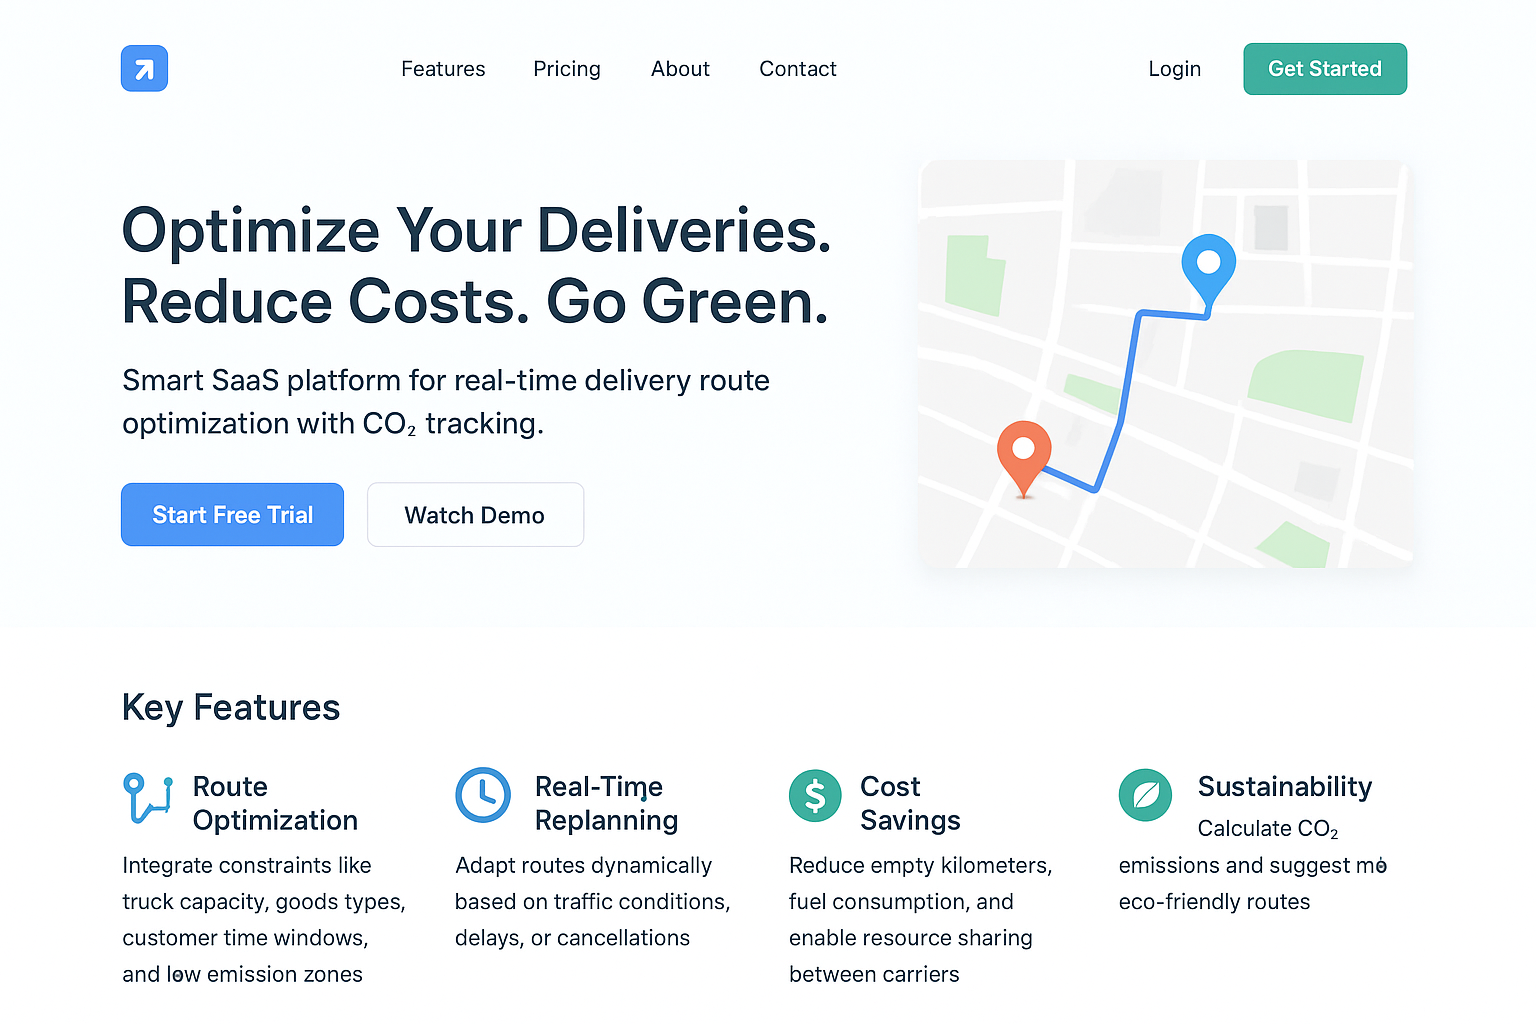 Features Pricing About Contact Login Get Started
Optimize Your Deliveries.
Reduce Costs. Go Green.
Smart SaaS platform for real-time delivery route
optimization with CO₂ tracking.
Start Free Trial Watch Demo
Key Features
Route
Optimization
Integrate constraints like
truck capacity, goods types,
customer time windows,
and low emission zones
Real-Time
Replanning
Adapt routes dynamically
based on traffic conditions,
delays, or cancellations
Cost
Savings
Reduce empty kilometers,
fuel consumption, and
enable resource sharing
between carriers
Sustainability
Calculate CO₂
emissions and suggest
eco-friendly routes